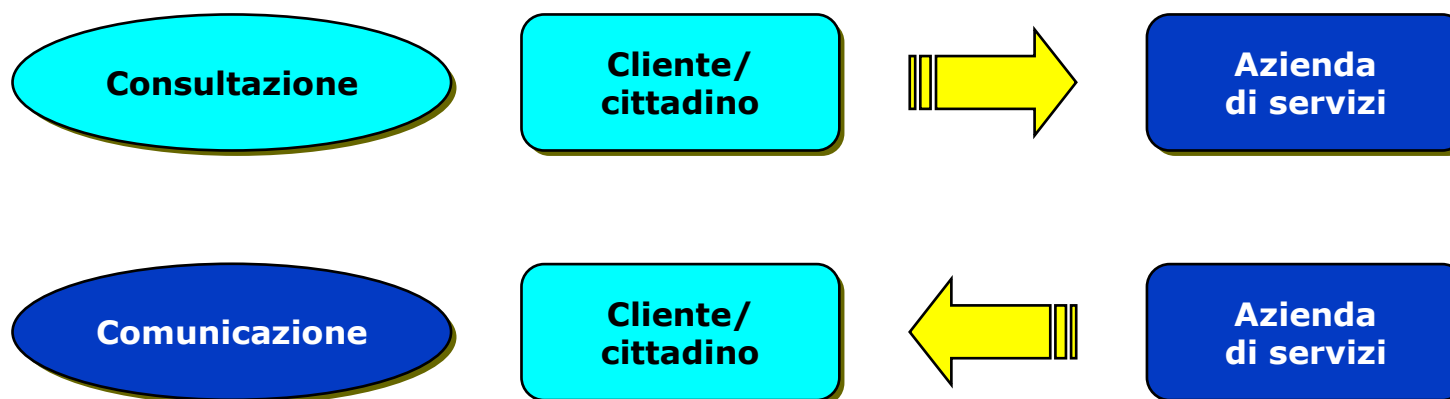 Consultazione
Cliente/
cittadino
Azienda
di servizi
Comunicazione
Cliente/
cittadino
Azienda
di servizi